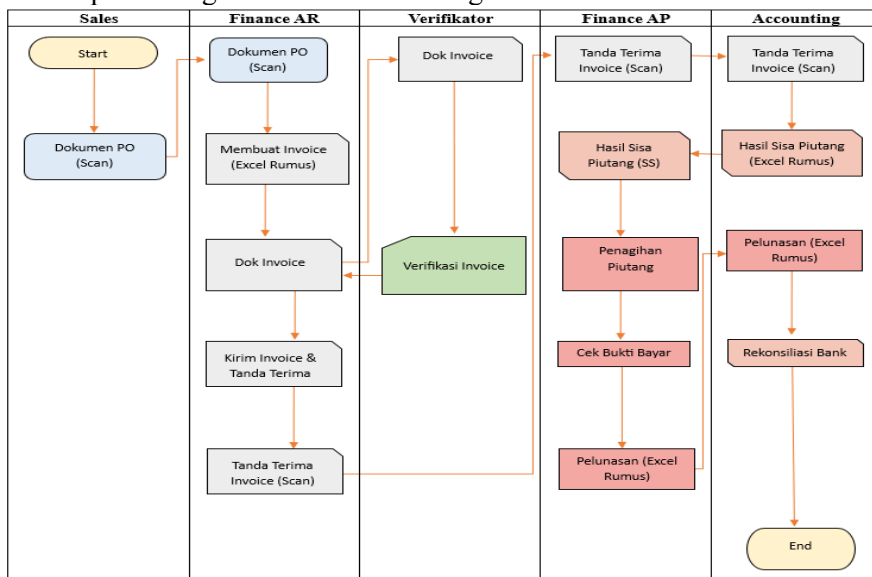 Sales
Finance AR
Verifikator
Finance AP
Accounting
Start
Dokumen PO
(Scan)
Dokumen PO
(Scan)
Membuat Invoice
(Excel Rumus)
Dok Invoice
Kirim Invoice &
Tanda Terima
Tanda Terima
Invoice (Scan)
Dok Invoice
Verifikasi Invoice
Tanda Terima
Invoice (Scan)
Hasil Sisa
Piutang (SS)
Penagihan
Piutang
Cek Bukti Bayar
Pelunasan (Excel
Rumus)
Tanda Terima
Invoice (Scan)
Hasil Sisa Piutang
(Excel Rumus)
Pelunasan (Excel
Rumus)
Rekonsiliasi Bank
End